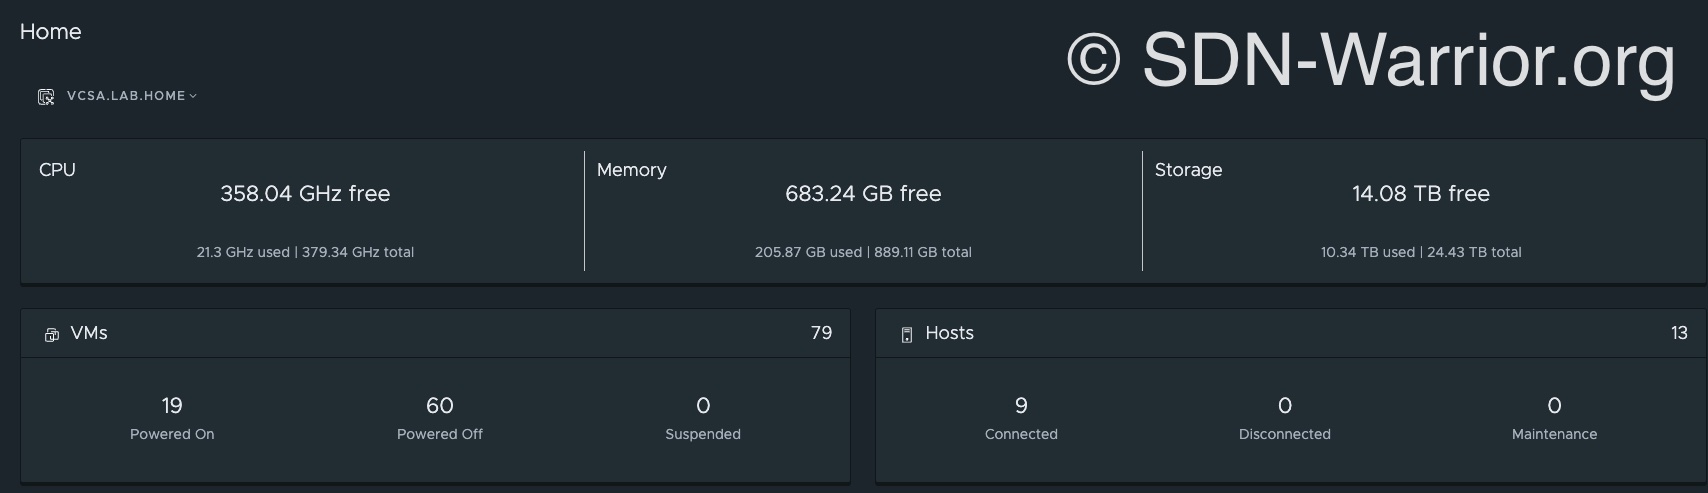 Home
© SDN-Warrior.org
VCSA.LAB.HOME
CPU
358.04 GHz free
21.3 GHz used | 379.34 GHz total
Memory
683.24 GB free
205.87 GB used | 889.11 GB total
Storage
14.08 TB free
10.34 TB used | 24.43 TB total
VMs 79
19 60 0
Powered On Powered Off Suspended
Hosts 13
9 0 0
Connected Disconnected Maintenance